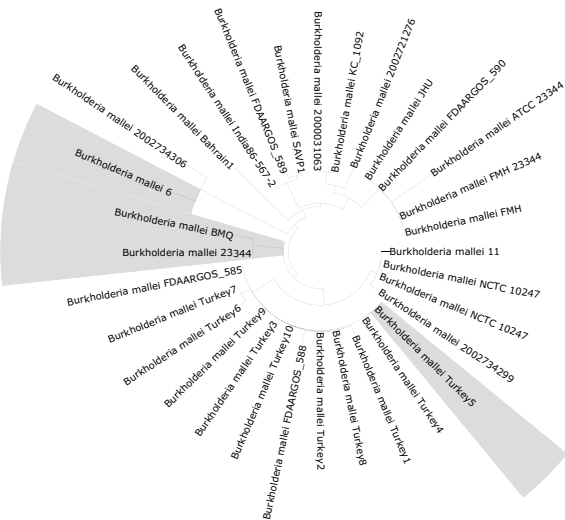 Burkholderia mallei 2002734306
Burkholderia mallei Bahrain1
Burkholderia mallei India86-567-2
Burkholderia mallei FDAARGOS_589
Burkholderia mallei SAVP1
Burkholderia mallei 2000031063
Burkholderia mallei KC_1092
Burkholderia mallei 2002721276
Burkholderia mallei JHU
Burkholderia mallei FDAARGOS_590
Burkholderia mallei ATCC 23344
Burkholderia mallei FMH 23344
Burkholderia mallei FMH
Burkholderia mallei 11
Burkholderia mallei NCTC 10247
Burkholderia mallei NCTC 10247
Burkholderia mallei 2002734299
Burkholderia mallei Turkey5
Burkholderia mallei Turkey4
Burkholderia mallei Turkey1
Burkholderia mallei Turkey8
Burkholderia mallei Turkey2
Burkholderia mallei FDAARGOS_588
Burkholderia mallei Turkey10
Burkholderia mallei Turkey3
Burkholderia mallei Turkey9
Burkholderia mallei Turkey6
Burkholderia mallei Turkey7
Burkholderia mallei FDAARGOS_585
Burkholderia mallei 23344
Burkholderia mallei BMQ
Burkholderia mallei 6